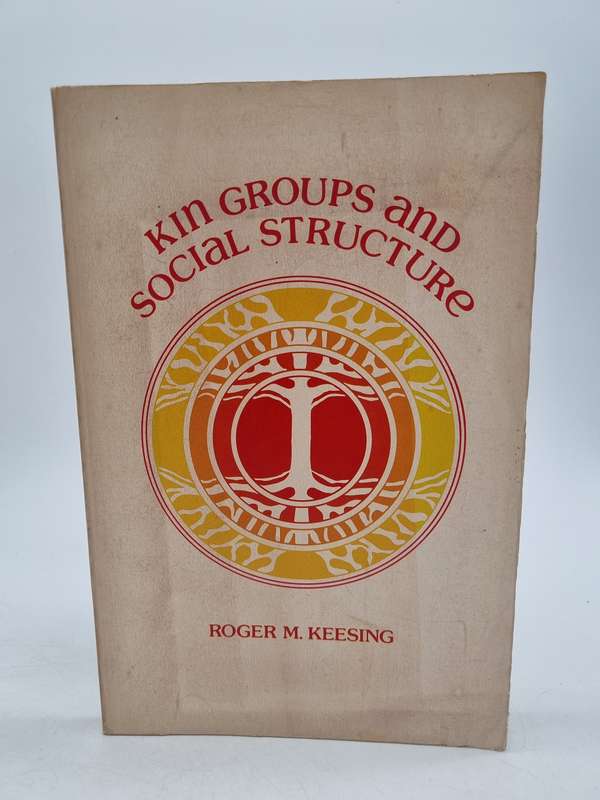 Kin GROUPS anD
SOCIaL STRUCTURe
ROGER M. KEESING